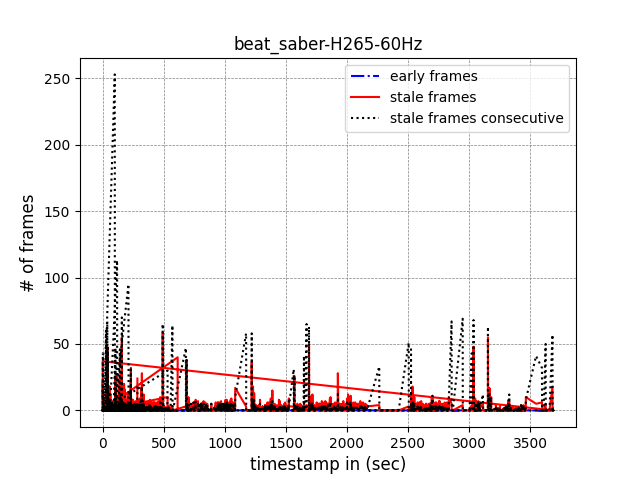 beat_saber-H265-60Hz
early frames
stale frames
stale frames consecutive
# of frames
250
200
150
100
50
0
0
500
1000
1500
2000
2500
3000
3500
timestamp in (sec)